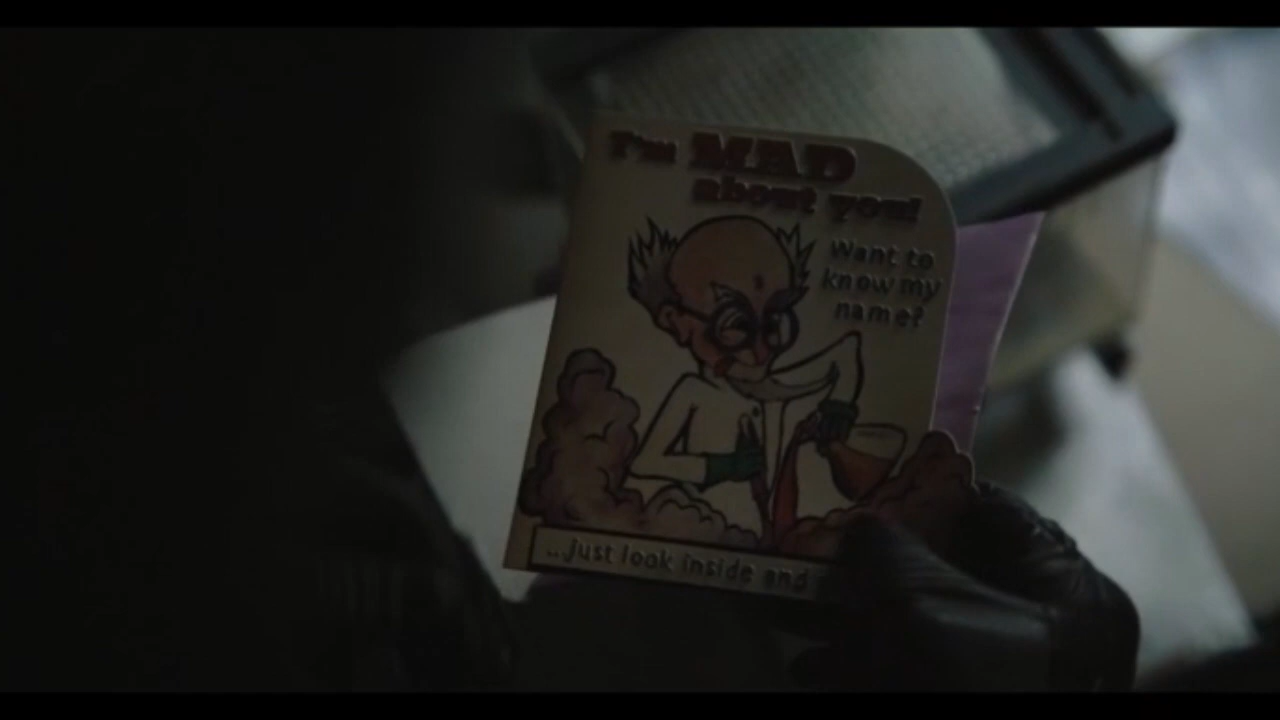 I'm MAD
about you!
Want to
know my
name?
...just look inside and